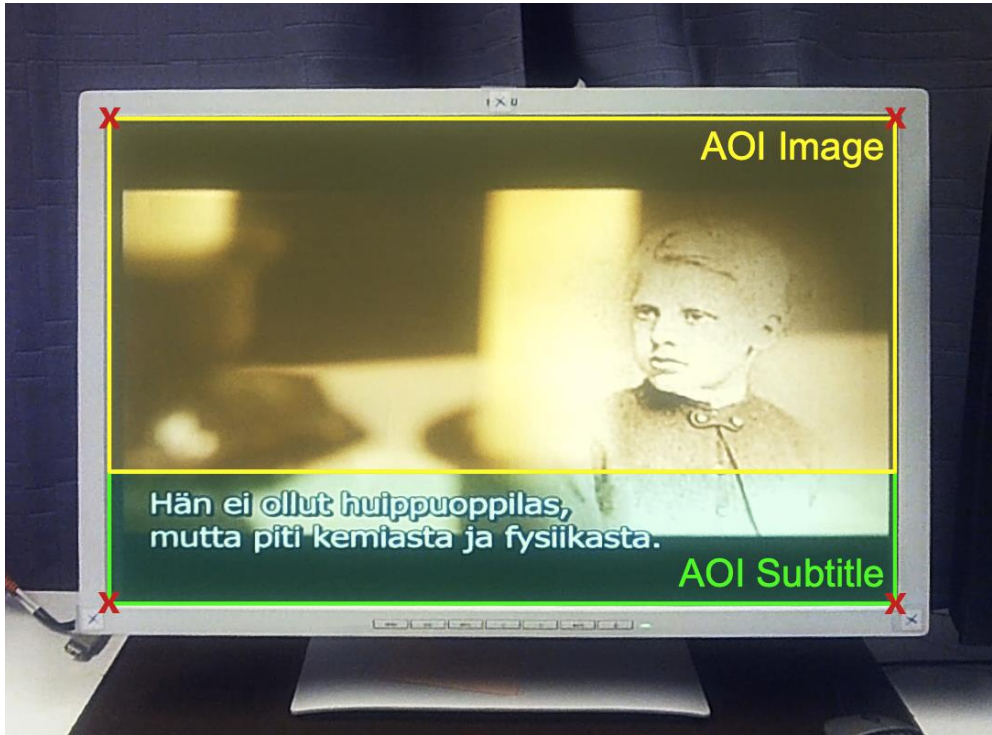 AOI Image
Hän ei ollut huippuoppilas,
mutta piti kemiasta ja fysiikasta.
AOI Subtitle